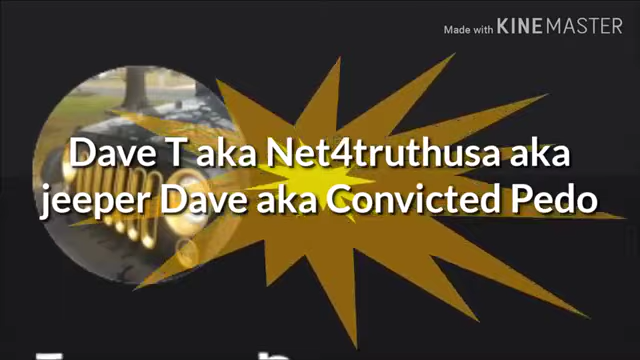 Made with KINEMASTER
Dave T aka Net4truthusa aka
jeeper Dave aka Convicted Pedo